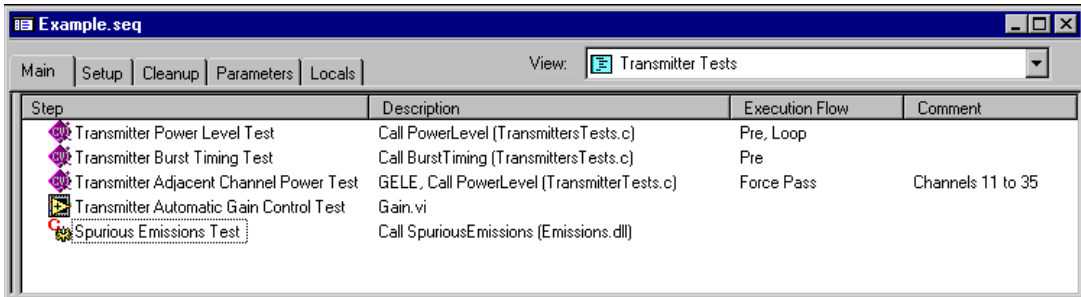 Example.seq
Main Setup Cleanup Parameters Locals View: Transmitter Tests
Step Description Execution Flow Comment
CVI Transmitter Power Level Test Call PowerLevel (TransmittersTests.c) Pre, Loop
CVI Transmitter Burst Timing Test Call BurstTiming (TransmittersTests.c) Pre
CVI Transmitter Adjacent Channel Power Test GELE, Call PowerLevel (TransmitterTests.c) Force Pass Channels 11 to 35
Transmitter Automatic Gain Control Test Gain.vi
C Spurious Emissions Test Call SpuriousEmissions (Emissions.dll)